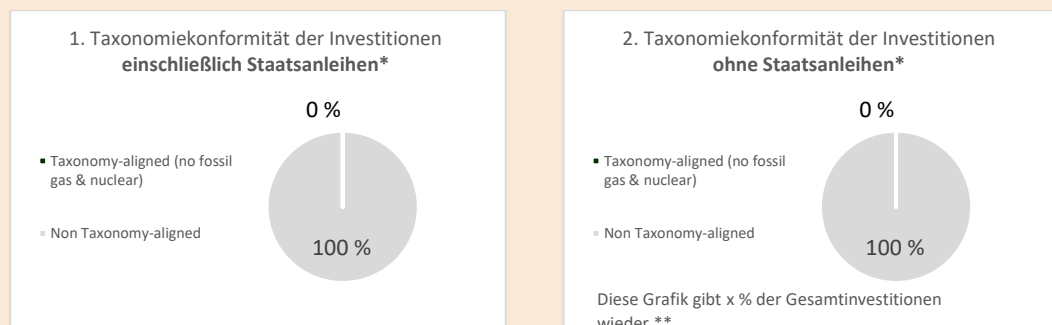 1. Taxonomiekonformität der Investitionen
einschließlich Staatsanleihen*
0 %
Taxonomy-aligned (no fossil
gas & nuclear)
Non Taxonomy-aligned
100 %
2. Taxonomiekonformität der Investitionen
ohne Staatsanleihen*
0 %
Taxonomy-aligned (no fossil
gas & nuclear)
Non Taxonomy-aligned
100 %
Diese Grafik gibt x % der Gesamtinvestitionen
wieder.**